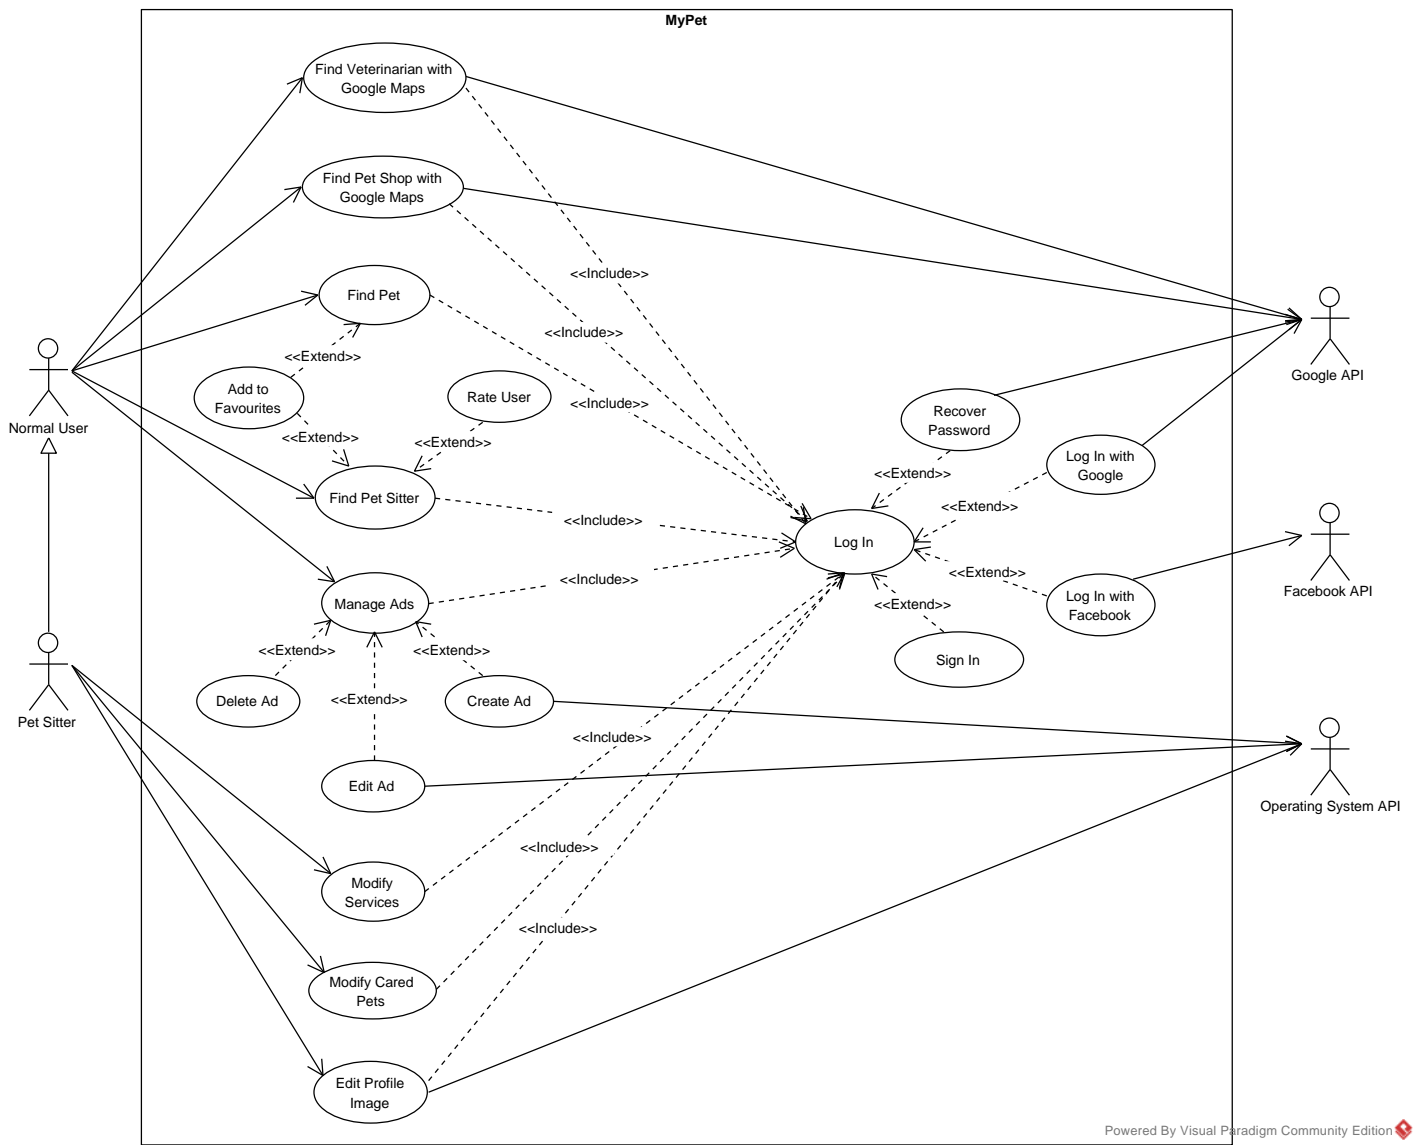 MyPet
Find Veterinarian with
Google Maps
Find Pet Shop with
Google Maps
<<Include>>
Find Pet
<<Include>>
<<Extend>>
Google API
Add to
Favourites
Rate User
<<Include>>
Recover
Password
Normal User
<<Extend>>
<<Extend>>
Log In with
Google
<<Extend>>
Find Pet Sitter
<<Extend>>
<<Include>>
Log In
<<Extend>>
<<Include>>
Facebook API
Manage Ads
Log In with
Facebook
<<Extend>>
<<Extend>>
<<Extend>>
Sign In
Delete Ad
<<Extend>>
Create Ad
Pet Sitter
<<Include>>
Edit Ad
Operating System API
<<Include>>
Modify
Services
<<Include>>
Modify Cared
Pets
Edit Profile
Image
Powered By Visual Paradigm Community Edition